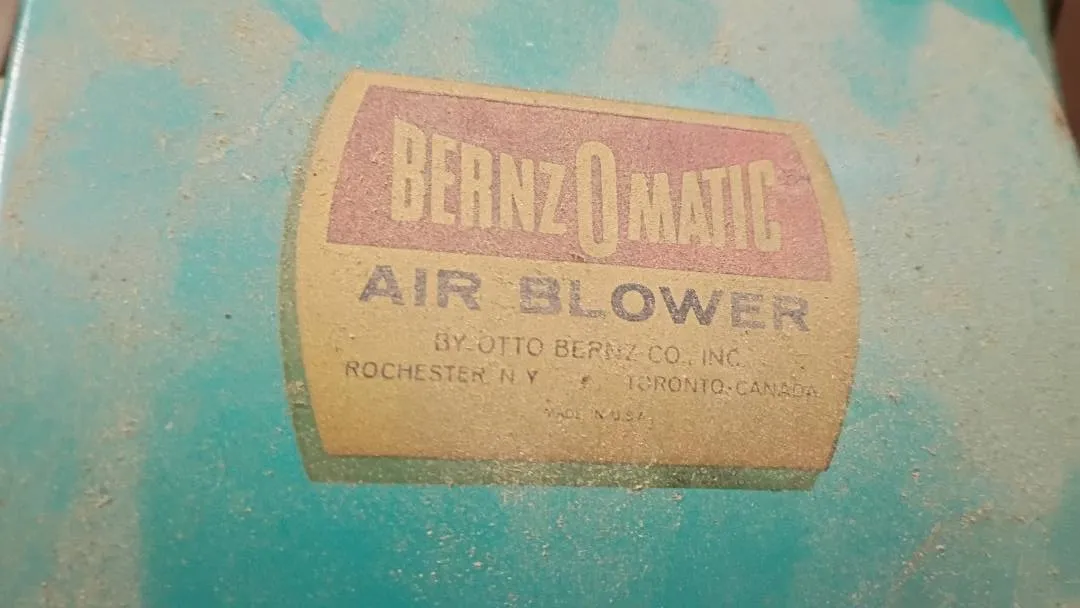 BERNZOMATIC
AIR BLOWER
BY OTTO BERNZ CO., INC.
ROCHESTER, N.Y. TORONTO, CANADA
MADE IN U.S.A.